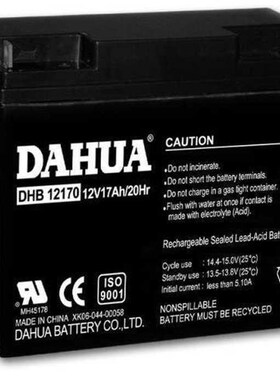 DAHUA®
DHB 12170 12V17Ah/20Hr
CAUTION
Do not incinerate.
Do not short the battery terminals.
Do not charge in a gas tight container.
Flush with water at once if contact is
made with electrolyte (Acid).
Rechargeable Sealed Lead-Acid Bat
Cycle use : 14.4-15.0V(25°C)
Standby use : 13.5-13.8V(25°C)
Initial current : less than 5.10A
NONSPILLABLE
BATTERY MUST BE RECYCLED
ISO
9001
MH45178
CHINA XK06-044-00058
DAHUA BATTERY CO., LTD.
MADE IN CHINA